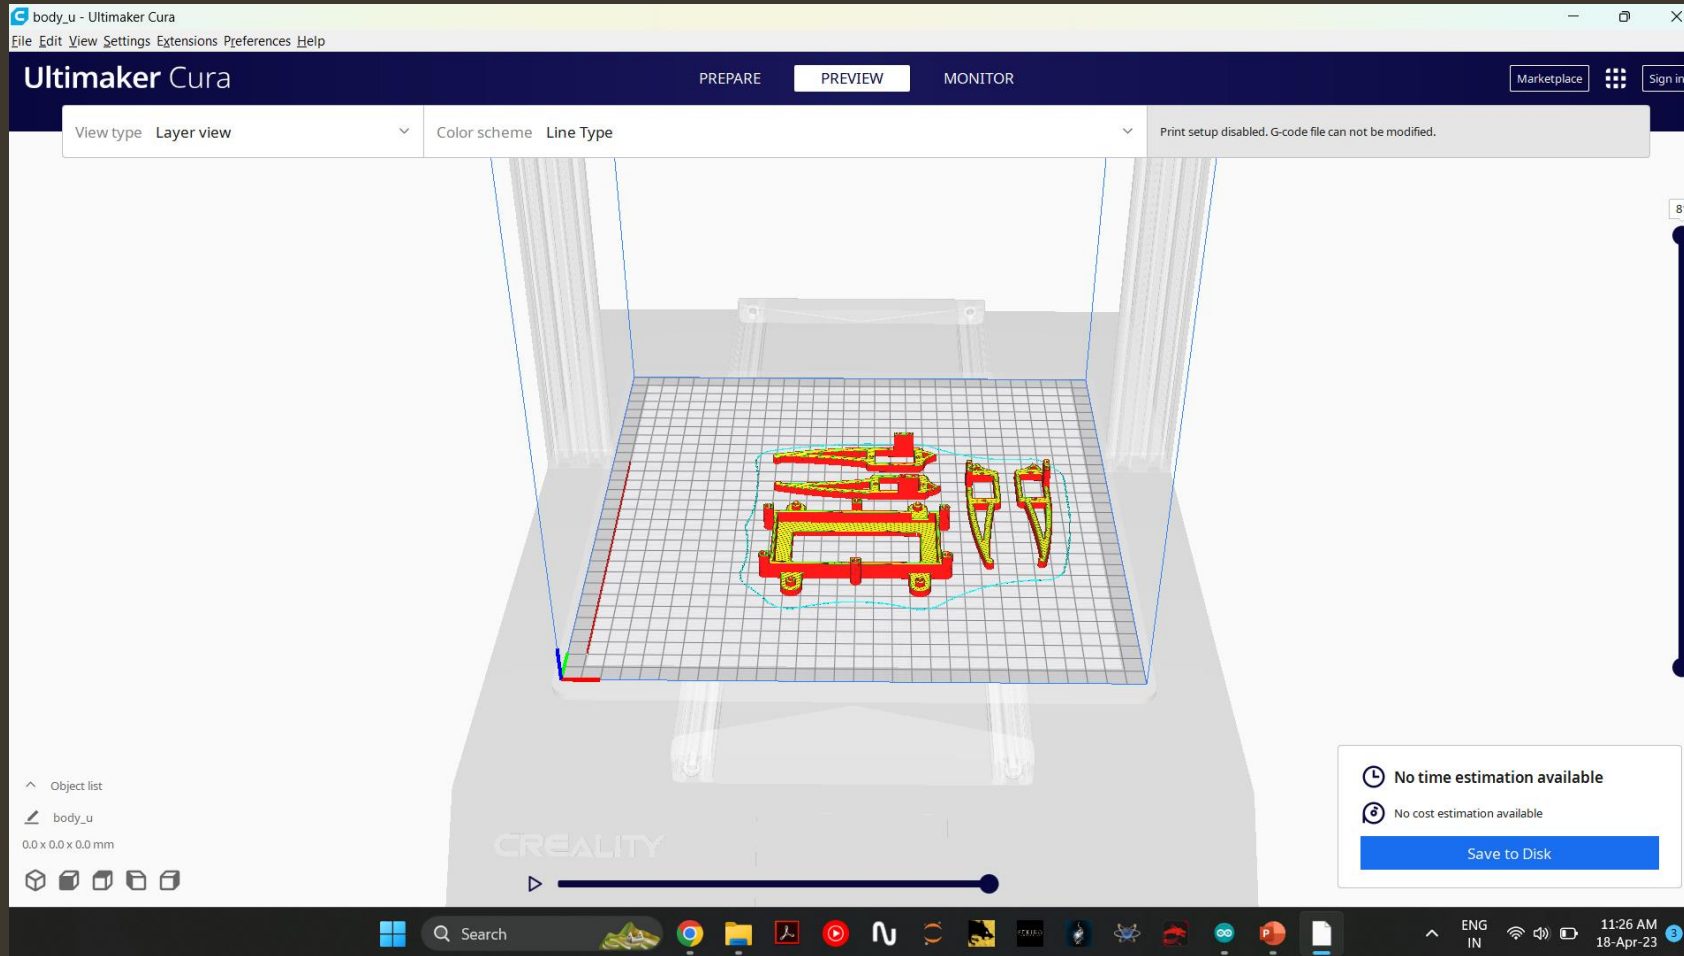 body_u - Ultimaker Cura
File Edit View Settings Extensions Preferences Help
Ultimaker Cura
PREPARE
PREVIEW
MONITOR
Marketplace
Sign in
View type Layer view
Color scheme Line Type
Print setup disabled. G-code file can not be modified.
Object list
body_u
0.0 x 0.0 x 0.0 mm
CREALITY
No time estimation available
No cost estimation available
Save to Disk
Search
ENG
IN
11:26 AM
18-Apr-23
3